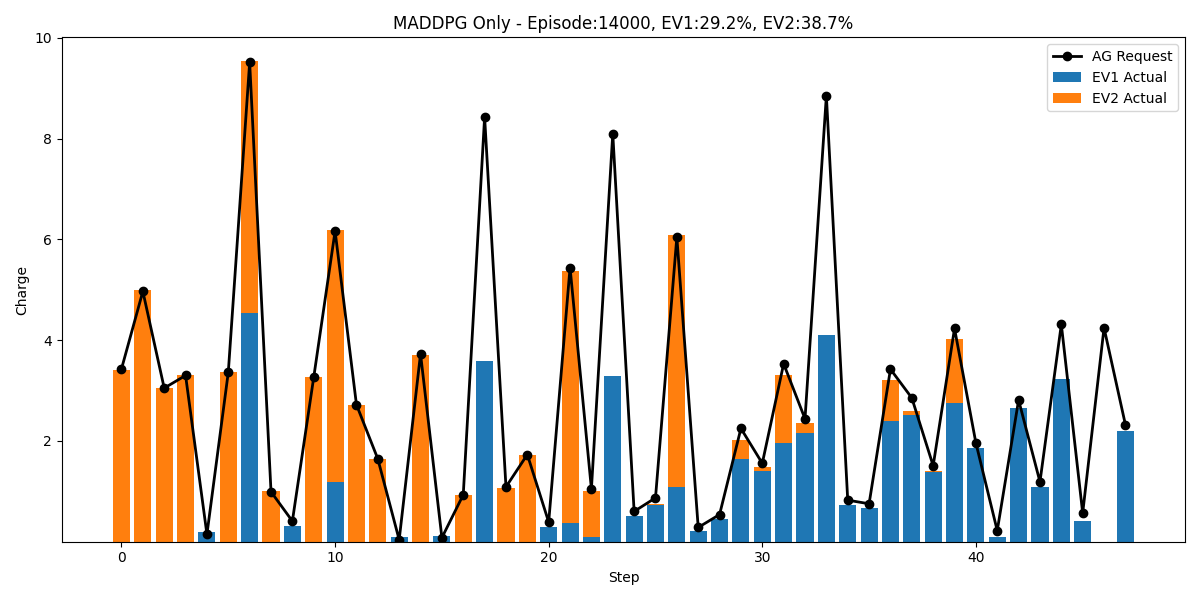 MADDPG Only - Episode:14000, EV1:29.2%, EV2:38.7%
AG Request
EV1 Actual
EV2 Actual
10
8
6
4
2
Charge
0 10 20 30 40
Step